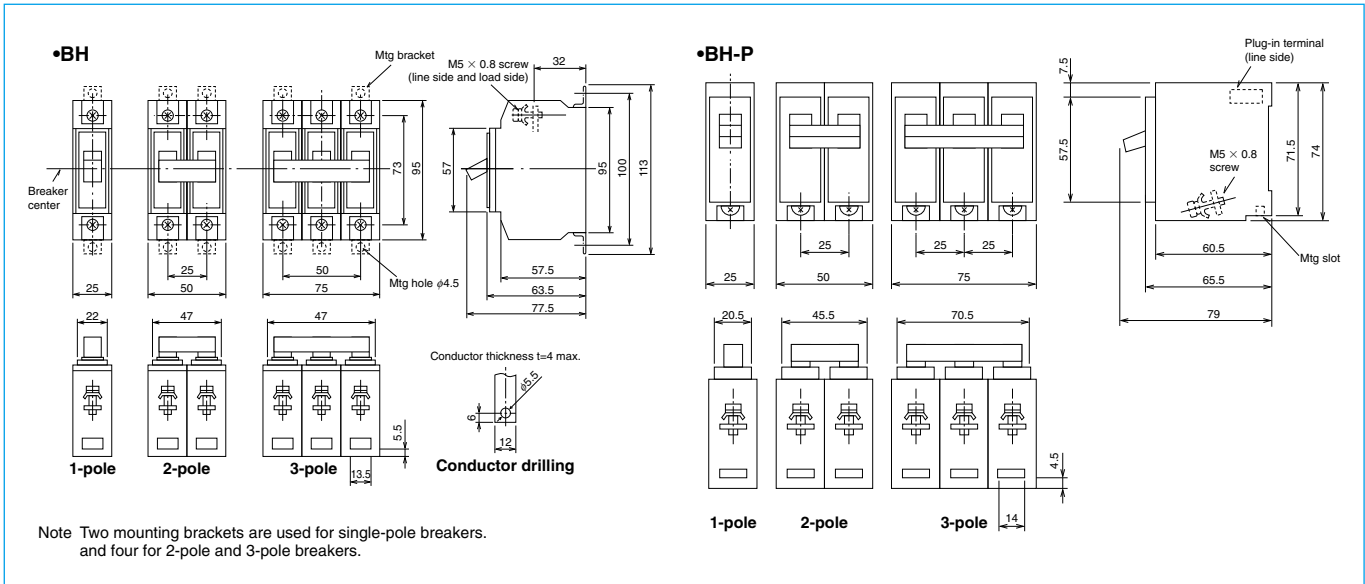 •BH
Mtg bracket
M5 × 0.8 screw
(line side and load side)
32
Breaker
center
73
95
57
95
100
113
25
25
50
50
75
Mtg hole φ4.5
57.5
63.5
77.5
22
47
47
5.5
13.5
1-pole
2-pole
3-pole
Conductor thickness t=4 max.
φ5.5
6
12
Conductor drilling
Note Two mounting brackets are used for single-pole breakers.
and four for 2-pole and 3-pole breakers.
•BH-P
Plug-in terminal
(line side)
7.5
57.5
71.5
74
M5 × 0.8
screw
Mtg slot
25
25
25
25
50
75
60.5
65.5
79
20.5
45.5
70.5
4.5
14
1-pole
2-pole
3-pole